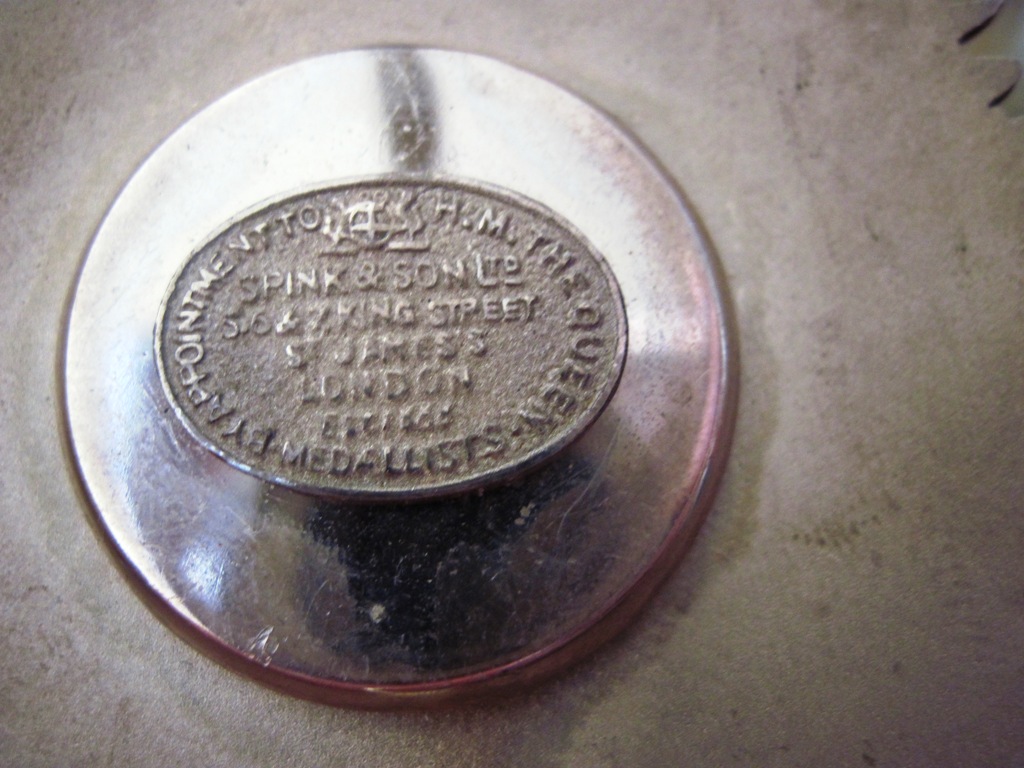 BY APPOINTMENT TO H.M. THE QUEEN · MEDALLISTS ·
SPINK & SON LTD
5, 6 & 7, KING STREET
ST JAMES'S
LONDON